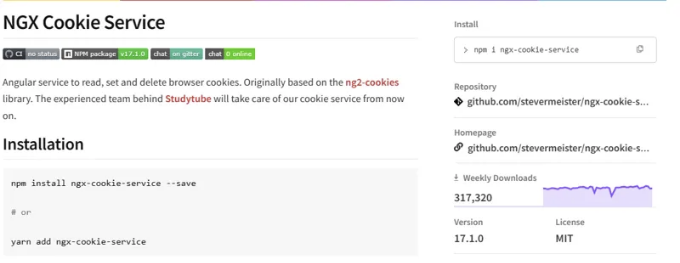 NGX Cookie Service
CI no status NPM package v17.1.0 chat on gitter chat 0 online
Angular service to read, set and delete browser cookies. Originally based on the ng2-cookies
library. The experienced team behind Studytube will take care of our cookie service from now
on.
Installation
npm install ngx-cookie-service --save
# or
yarn add ngx-cookie-service
Install
> npm i ngx-cookie-service
Repository
github.com/stevermeister/ngx-cookie-s...
Homepage
github.com/stevermeister/ngx-cookie-s...
Weekly Downloads
317,320
Version License
17.1.0 MIT